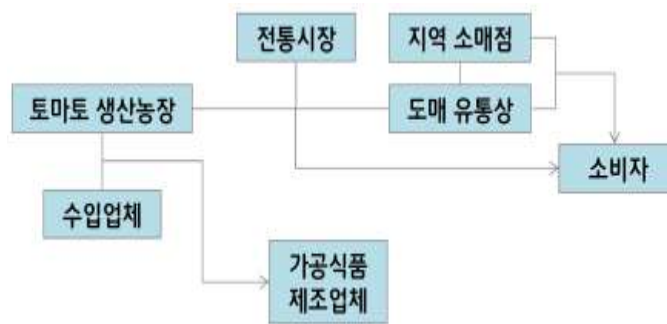 전통시장
지역 소매점
토마토 생산농장
도매 유통상
소비자
수입업체
가공식품
제조업체